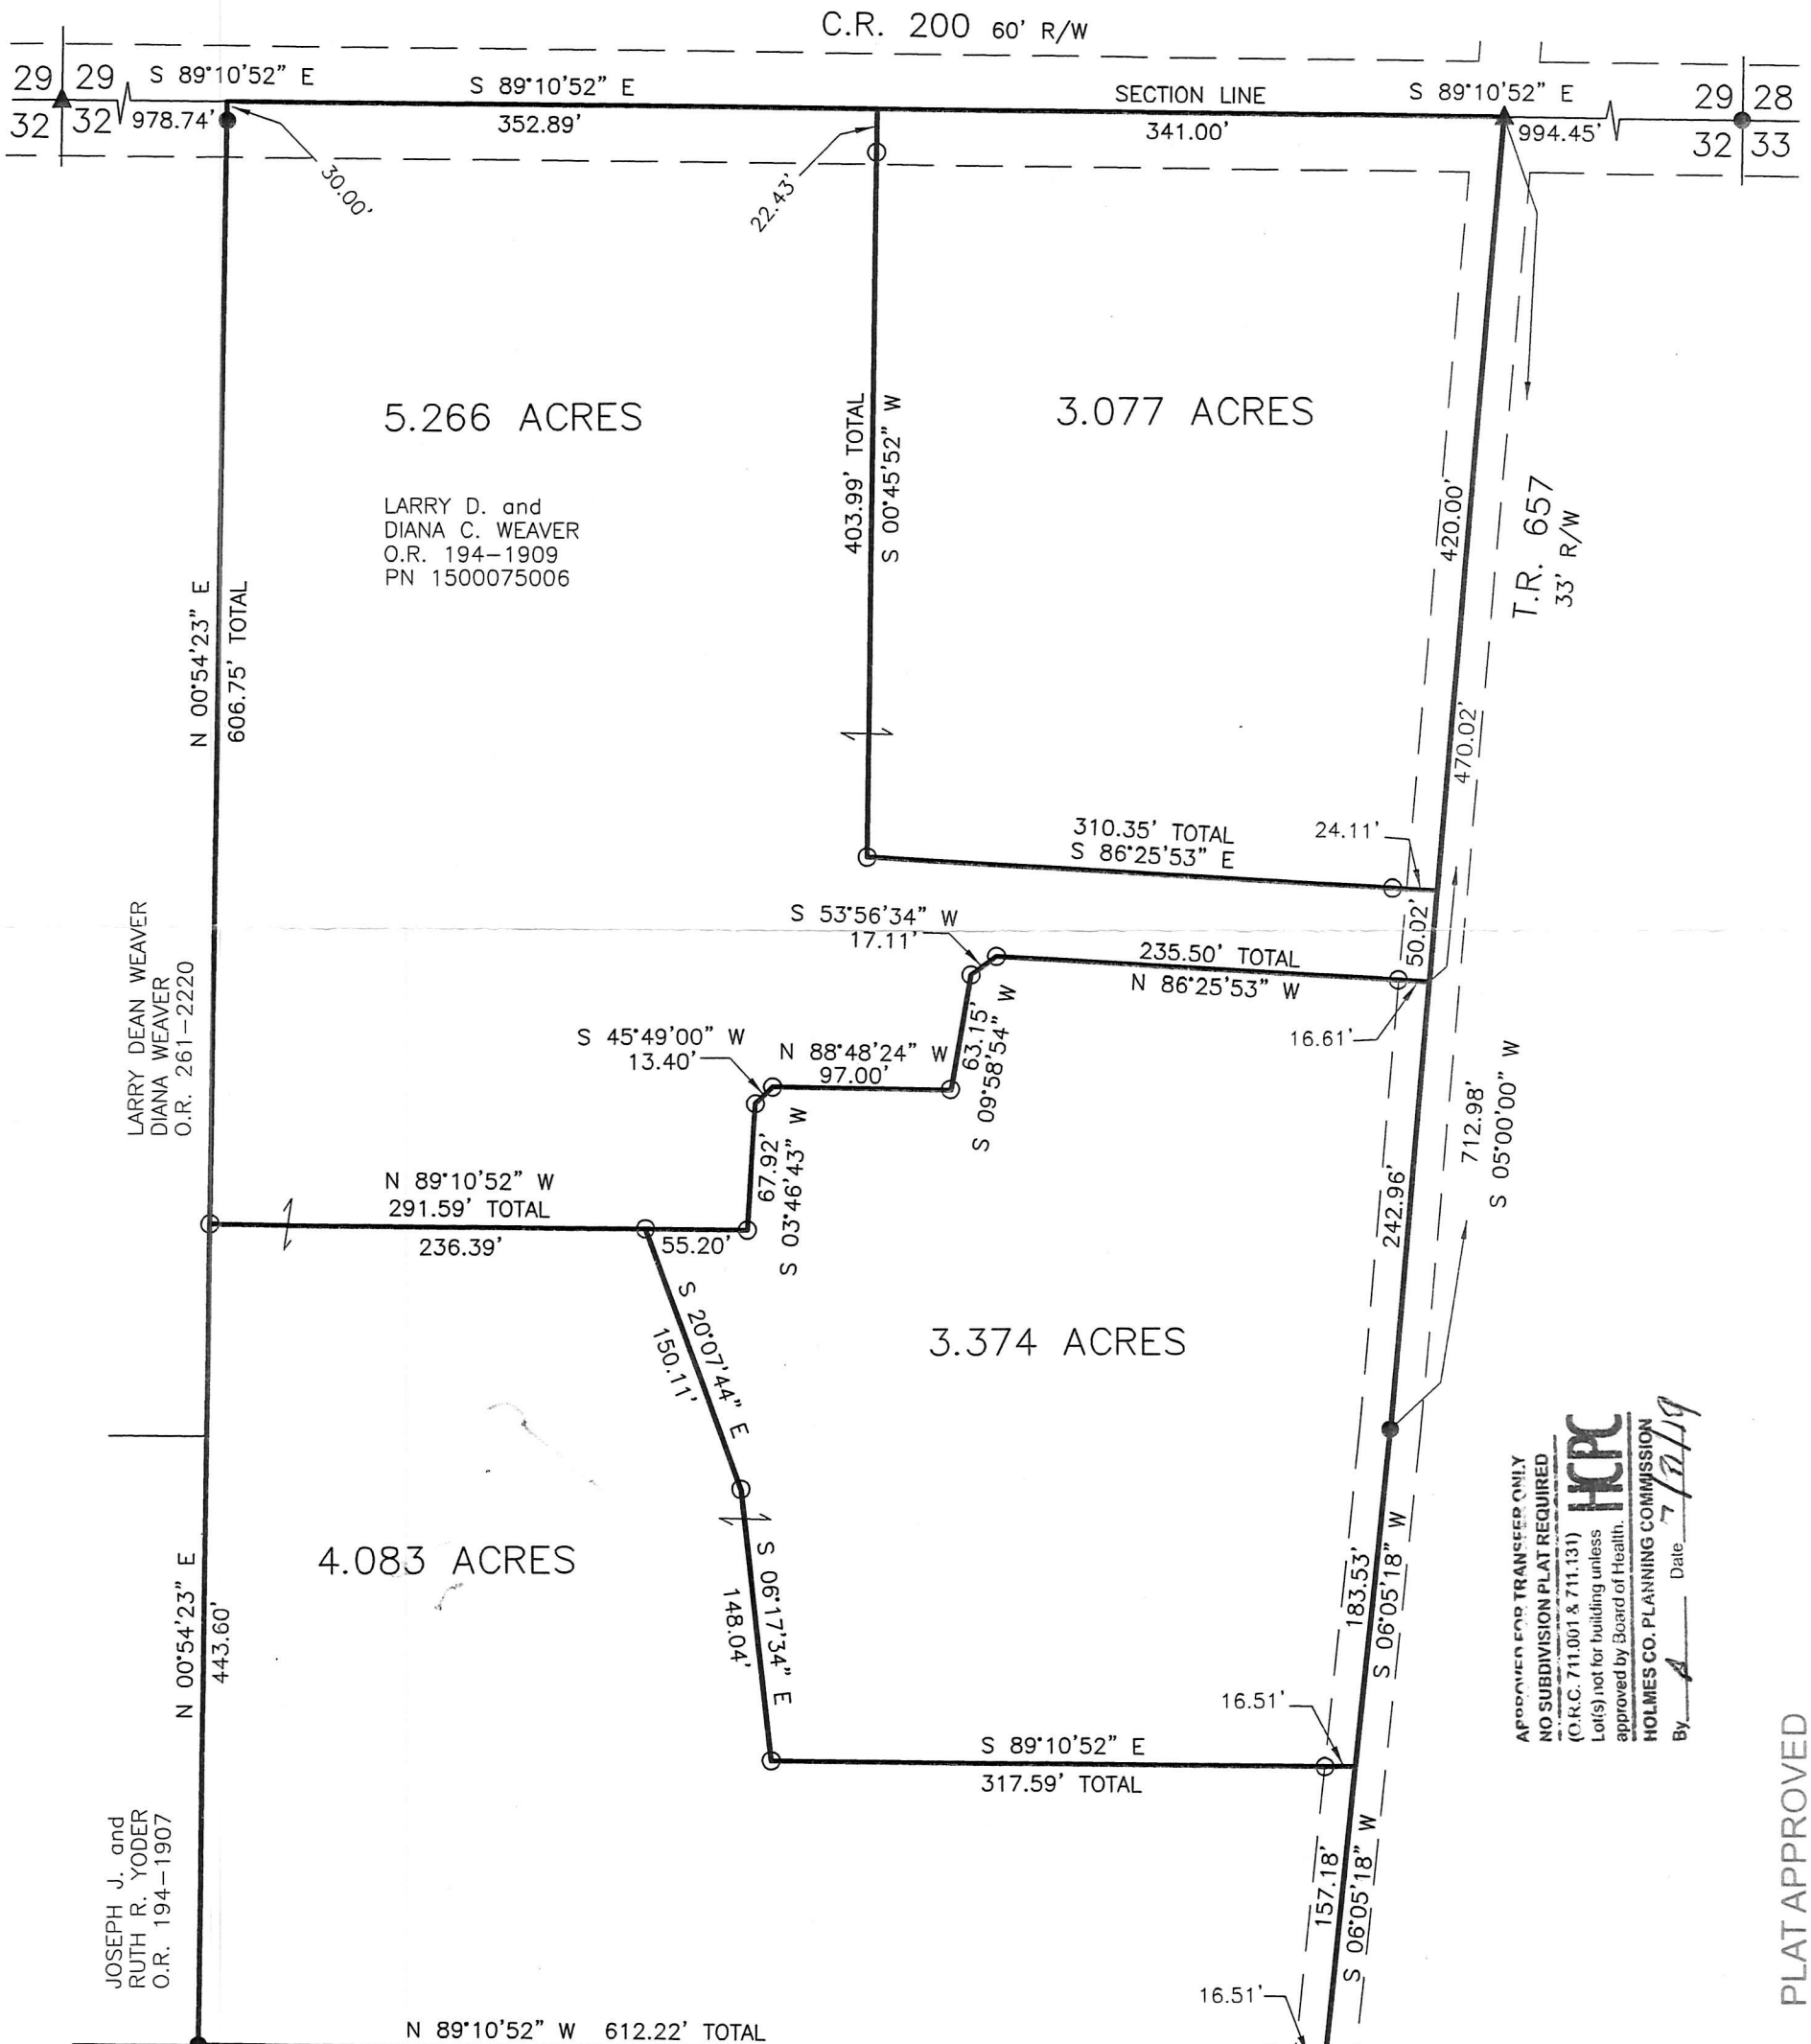 C.R. 200 60' R/W
29 29
32 32
S 89°10'52" E
978.74'
S 89°10'52" E
352.89'
SECTION LINE
341.00'
S 89°10'52" E
994.45'
29 28
32 33
30.00'
22.43'
5.266 ACRES
LARRY D. and
DIANA C. WEAVER
O.R. 194-1909
PN 1500075006
403.99' TOTAL
S 00°45'52" W
3.077 ACRES
420.00'
T.R. 657
33' R/W
N 00°54'23" E
606.75' TOTAL
470.02'
310.35' TOTAL
S 86°25'53" E
24.11'
LARRY DEAN WEAVER
DIANA WEAVER
O.R. 261-2220
S 53°56'34" W
17.11'
235.50' TOTAL
N 86°25'53" W
50.02'
16.61'
S 45°49'00" W
13.40'
N 88°48'24" W
97.00'
63.15'
S 09°58'54" W
712.98'
S 05°00'00" W
67.92'
S 03°46'43" W
242.96'
N 89°10'52" W
291.59' TOTAL
236.39'
55.20'
S 20°07'44" E
150.11'
3.374 ACRES
4.083 ACRES
S 06°17'34" E
148.04'
183.53'
S 06°05'18" W
N 00°54'23" E
443.60'
16.51'
S 89°10'52" E
317.59' TOTAL
APPROVED FOR TRANSFER ONLY
NO SUBDIVISION PLAT REQUIRED
(O.R.C. 711.001 & 711.131)
Lot(s) not for building unless
approved by Board of Health.
HCPC
HOLMES CO. PLANNING COMMISSION
By Date
JOSEPH J. and
RUTH R. YODER
O.R. 194-1907
157.18'
S 06°05'18" W
16.51'
N 89°10'52" W 612.22' TOTAL
PLAT APPROVED